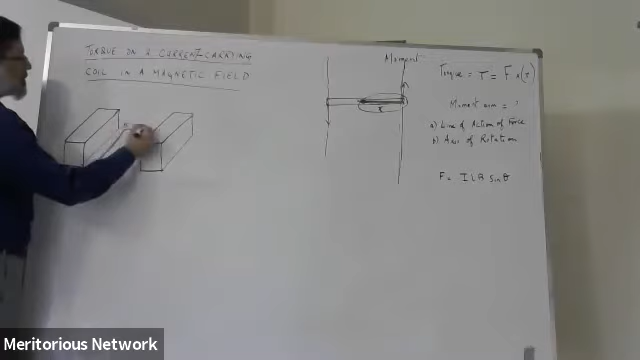 TORQUE ON A CURRENT CARRYING
COIL IN A MAGNETIC FIELD
Moment
Torque = τ = F × (r)
Moment arm = 
a) Line of Action of Force
b) Axis of Rotation
F = ILB sin θ
Meritorious Network